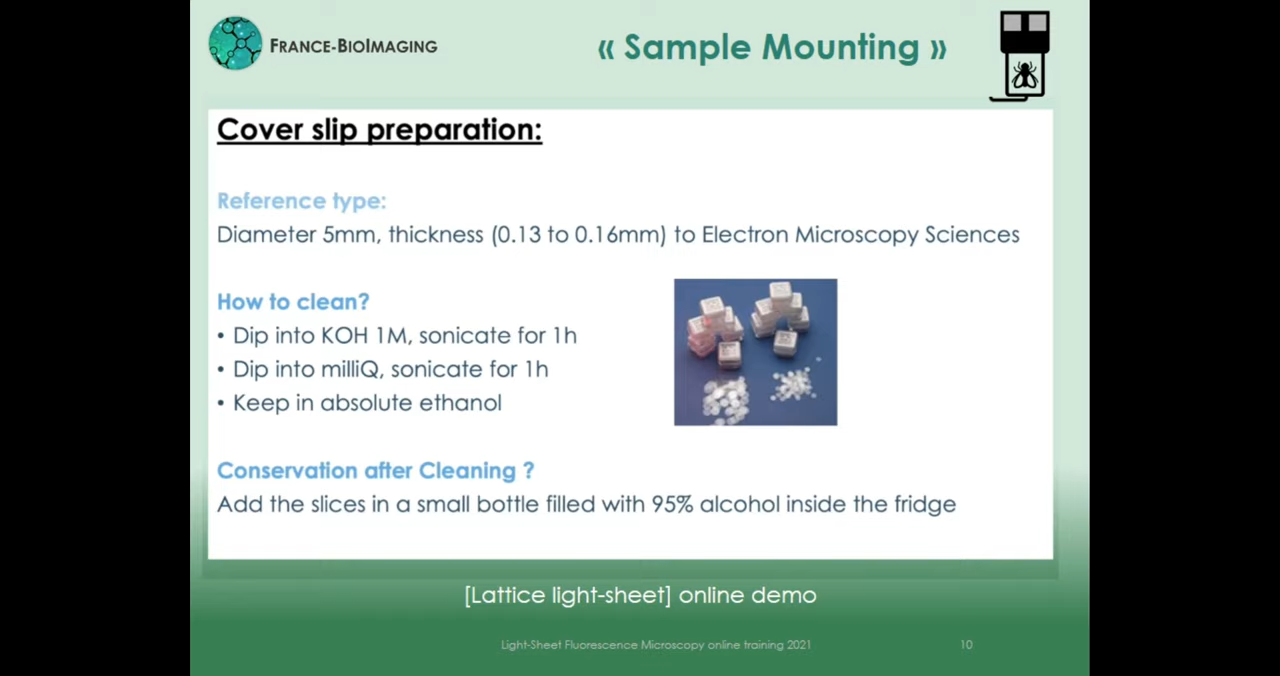 FRANCE-BIOIMAGING
« Sample Mounting »
Cover slip preparation:
Reference type:
Diameter 5mm, thickness (0.13 to 0.16mm) to Electron Microscopy Sciences
How to clean?
• Dip into KOH 1M, sonicate for 1h
• Dip into milliQ, sonicate for 1h
• Keep in absolute ethanol
Conservation after Cleaning ?
Add the slices in a small bottle filled with 95% alcohol inside the fridge
[Lattice light-sheet] online demo
Light-Sheet Fluorescence Microscopy online training 2021
10